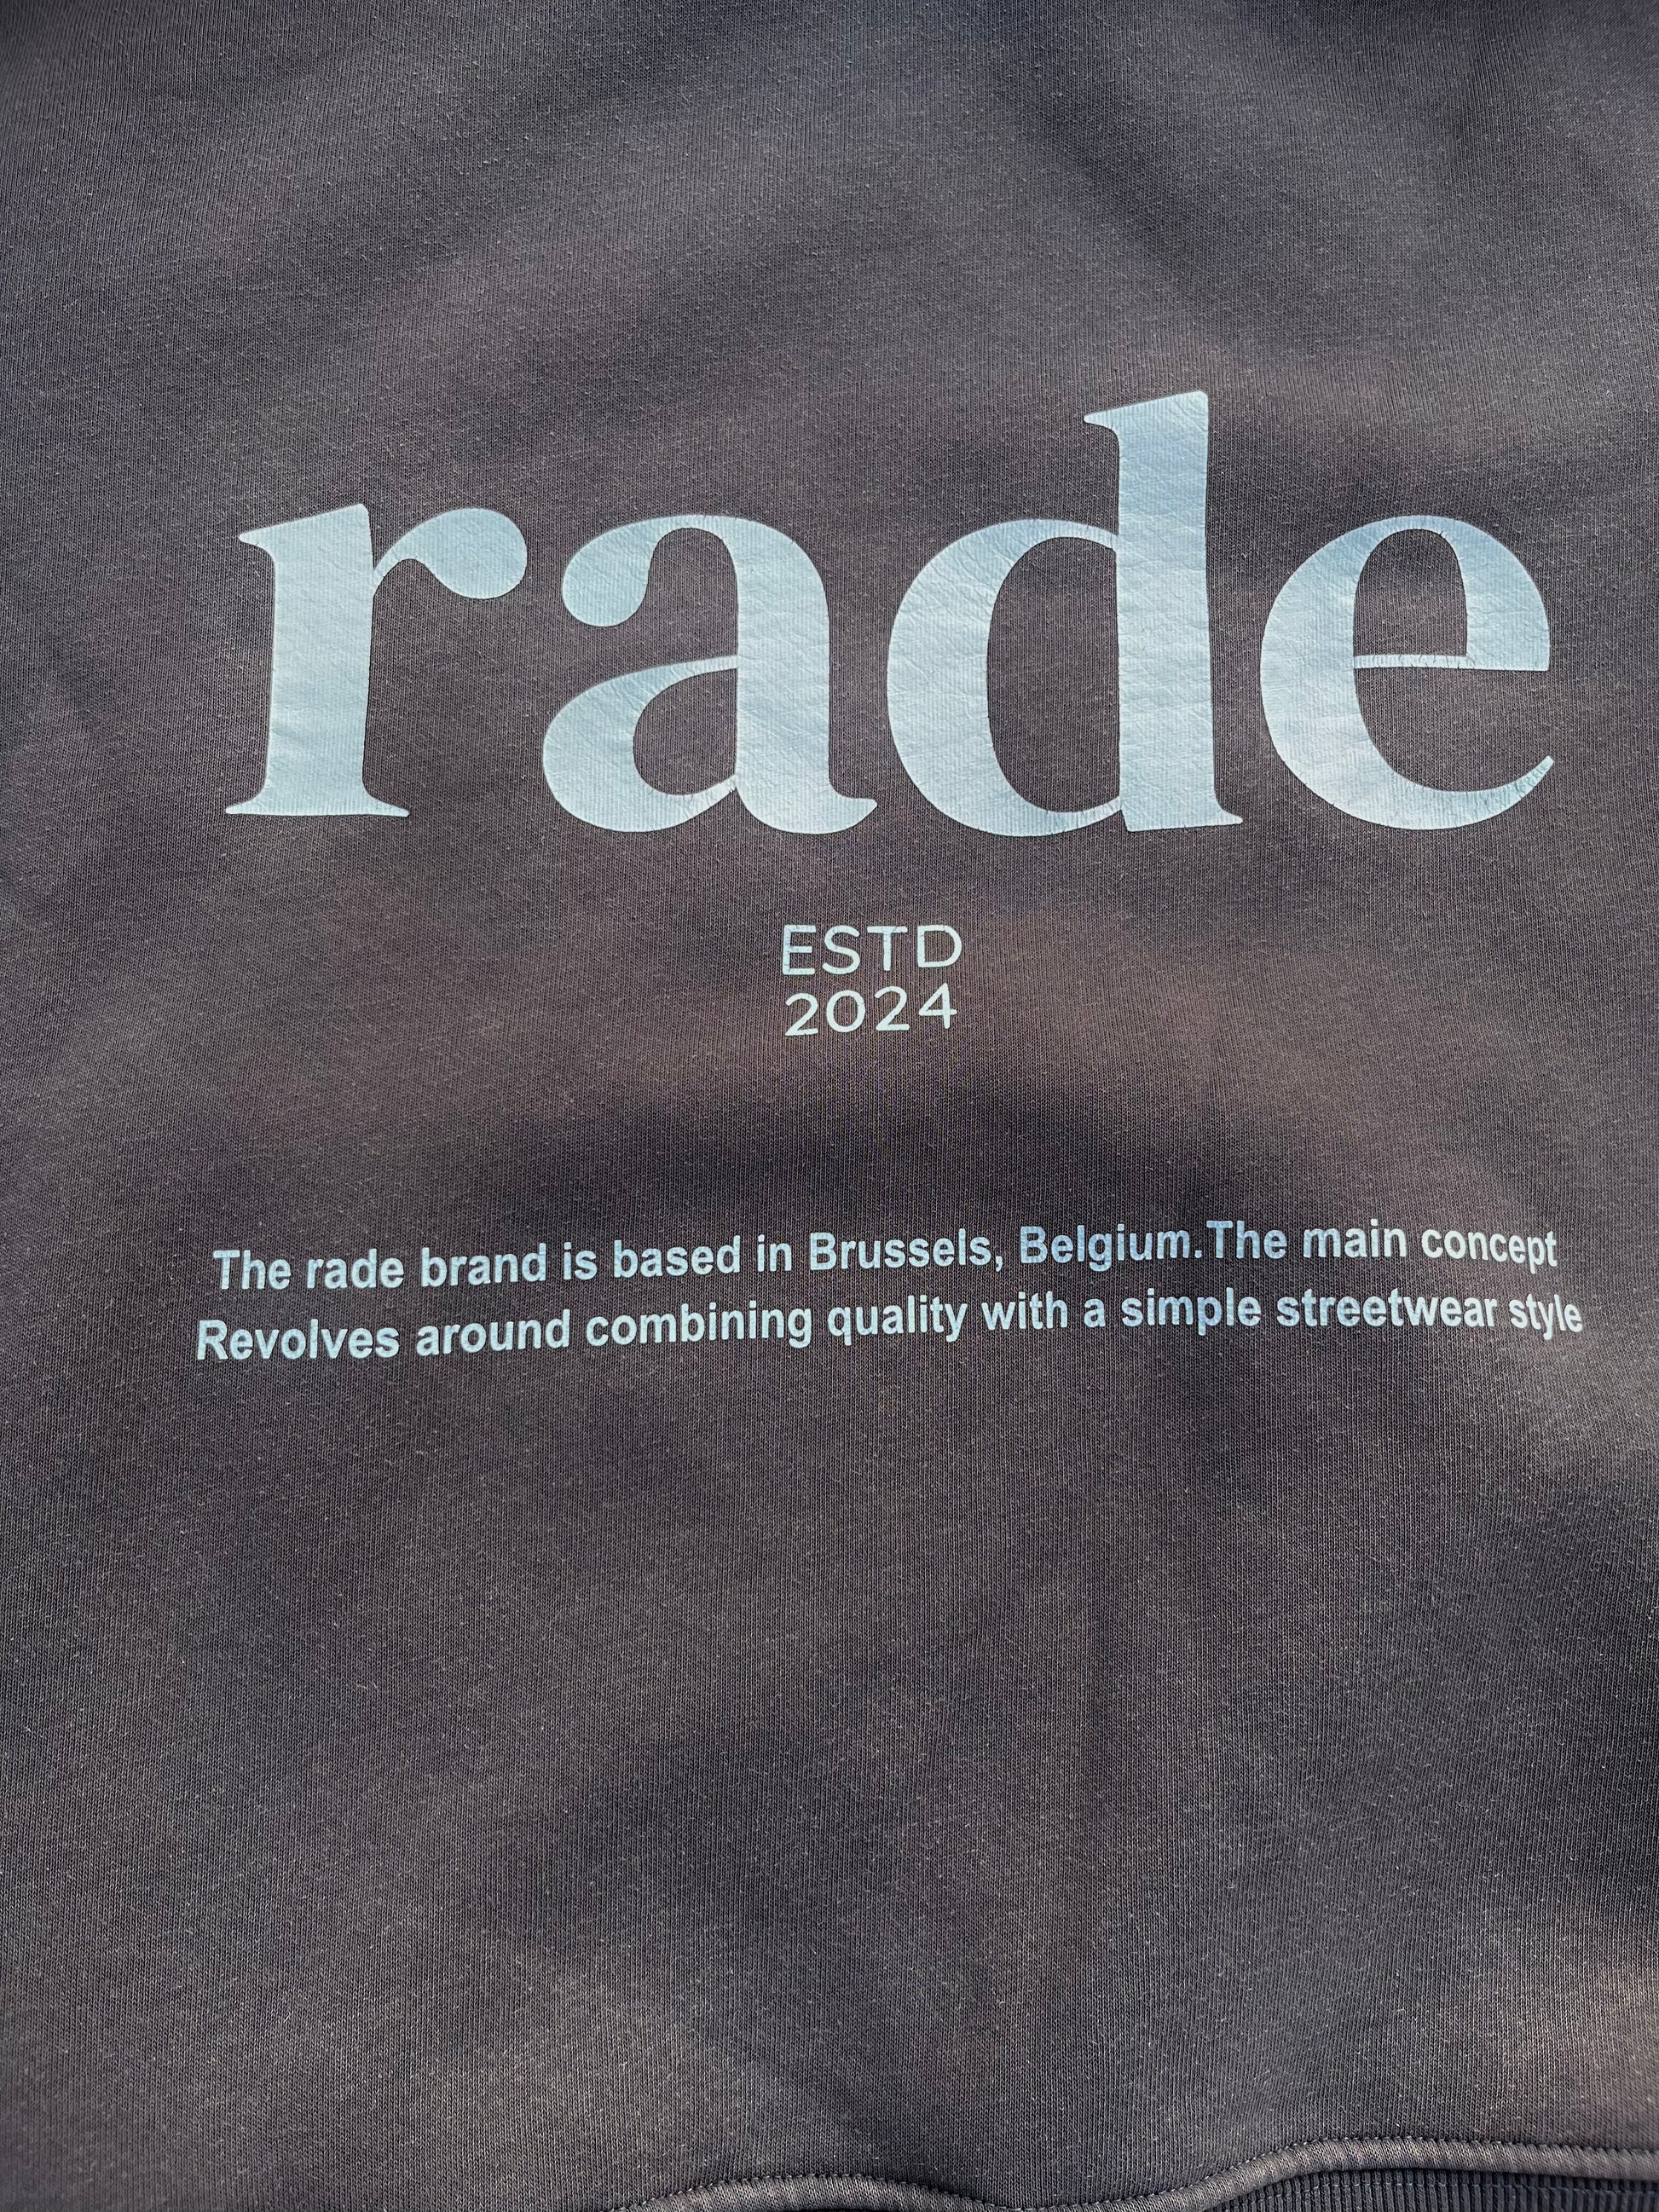 rade
ESTD
2024
The rade brand is based in Brussels, Belgium.The main concept
Revolves around combining quality with a simple streetwear style